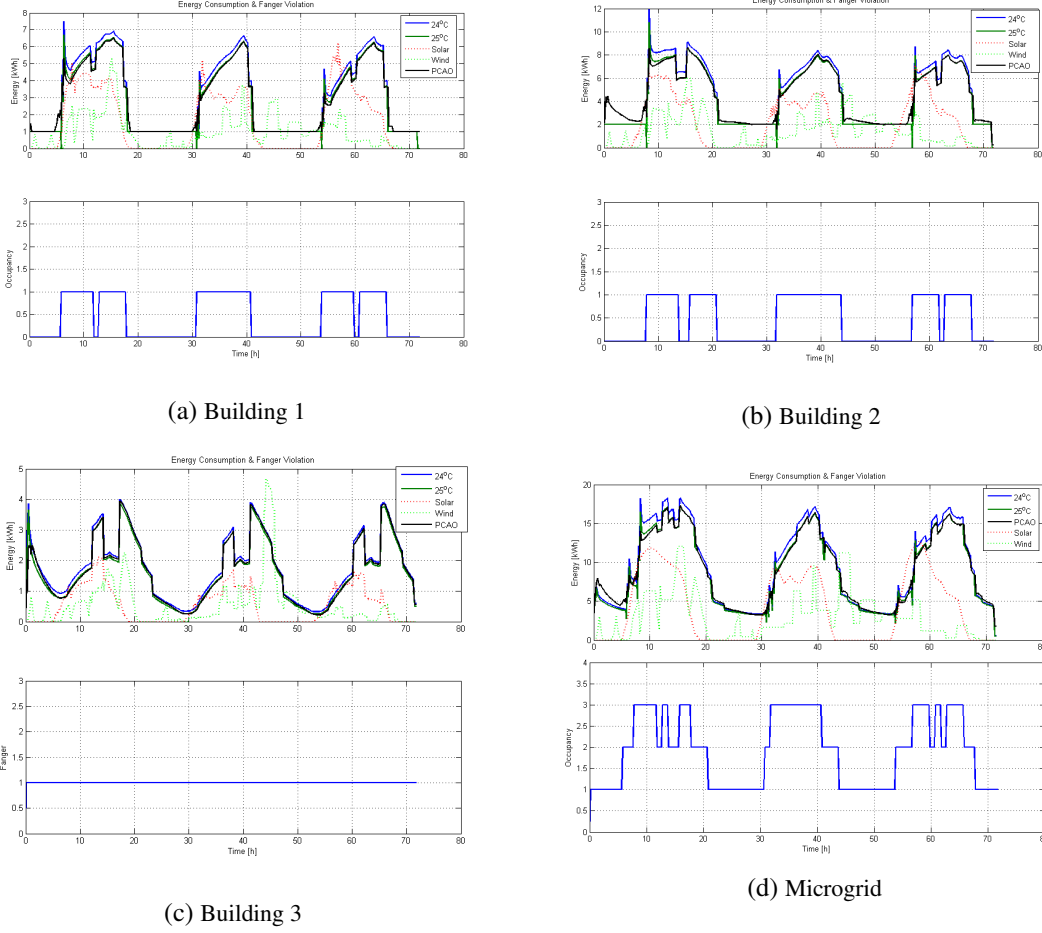 Energy Consumption & Fanger Violation
Energy [kWh]
8
7
6
5
4
3
2
1
0
0 10 20 30 40 50 60 70 80
24°C
25°C
Solar
Wind
PCAO
Occupancy
3
2.5
2
1.5
1
0.5
0
0 10 20 30 40 50 60 70 80
Time [h]
(a) Building 1
Energy Consumption & Fanger Violation
Energy [kWh]
12
10
8
6
4
2
0
0 10 20 30 40 50 60 70 80
24°C
25°C
Solar
Wind
PCAO
Occupancy
3
2.5
2
1.5
1
0.5
0
0 10 20 30 40 50 60 70 80
Time [h]
(b) Building 2
Energy Consumption & Fanger Violation
Energy [kWh]
5
4
3
2
1
0
0 10 20 30 40 50 60 70 80
24°C
25°C
Solar
Wind
PCAO
Fanger
3
2.5
2
1.5
1
0.5
0
0 10 20 30 40 50 60 70 80
Time [h]
(c) Building 3
Energy Consumption & Fanger Violation
Energy [kWh]
20
15
10
5
0
0 10 20 30 40 50 60 70 80
24°C
25°C
PCAO
Solar
Wind
Occupancy
4
3.5
3
2.5
2
1.5
1
0.5
0
0 10 20 30 40 50 60 70 80
Time [h]
(d) Microgrid